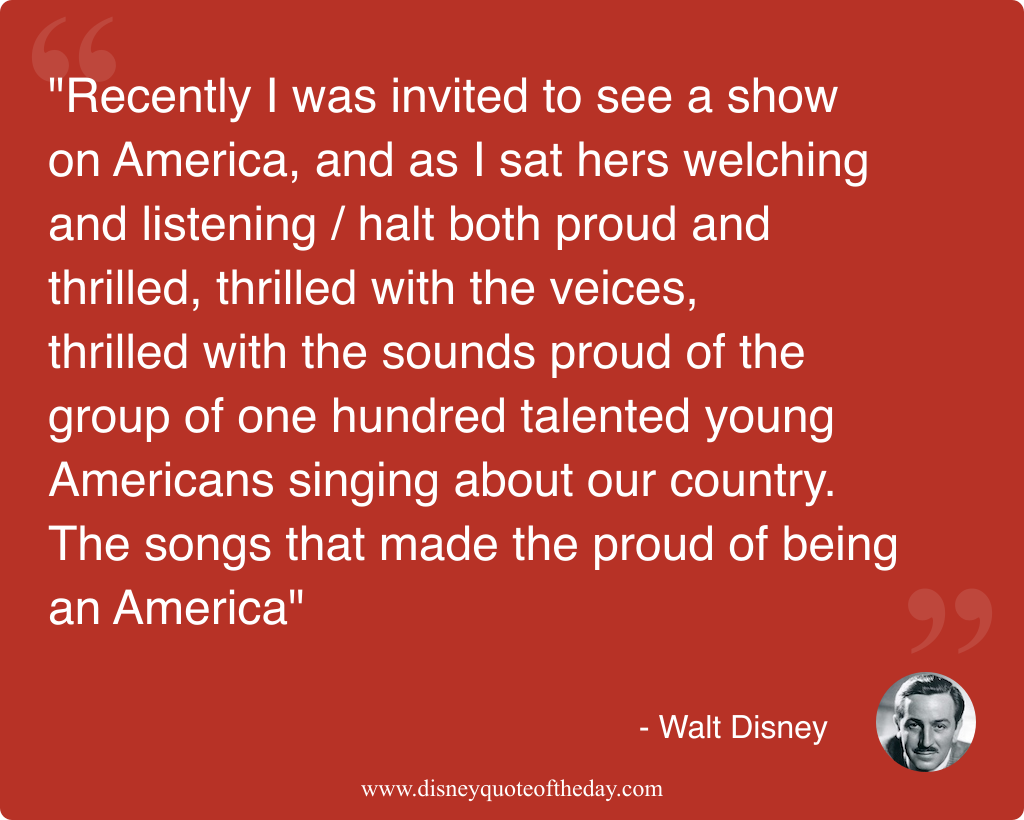 "Recently I was invited to see a show
on America, and as I sat hers welching
and listening / halt both proud and
thrilled, thrilled with the veices,
thrilled with the sounds proud of the
group of one hundred talented young
Americans singing about our country.
The songs that made the proud of being
an America"
- Walt Disney
www.disneyquoteoftheday.com